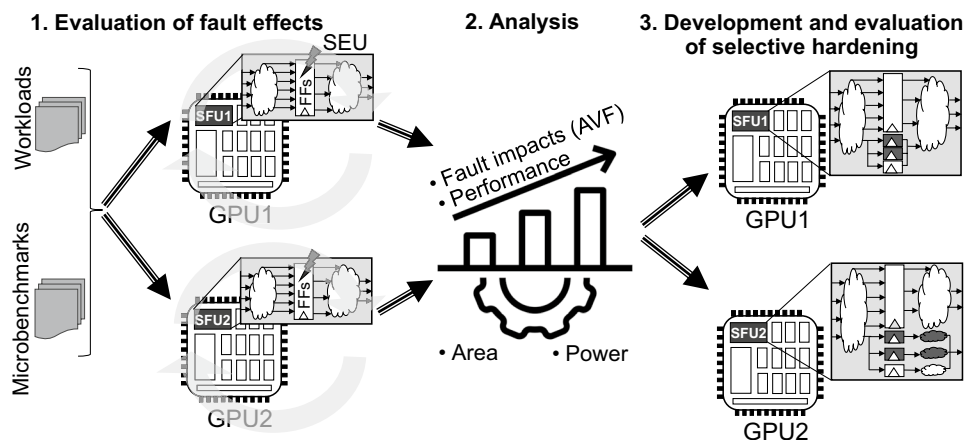 1. Evaluation of fault effects
Workloads
Microbenchmarks
SEU
FFs
SFU1
GPU1
FFs
SFU2
GPU2
2. Analysis
• Fault impacts (AVF)
• Performance
• Area
• Power
3. Development and evaluation
of selective hardening
SFU1
GPU1
SFU2
GPU2